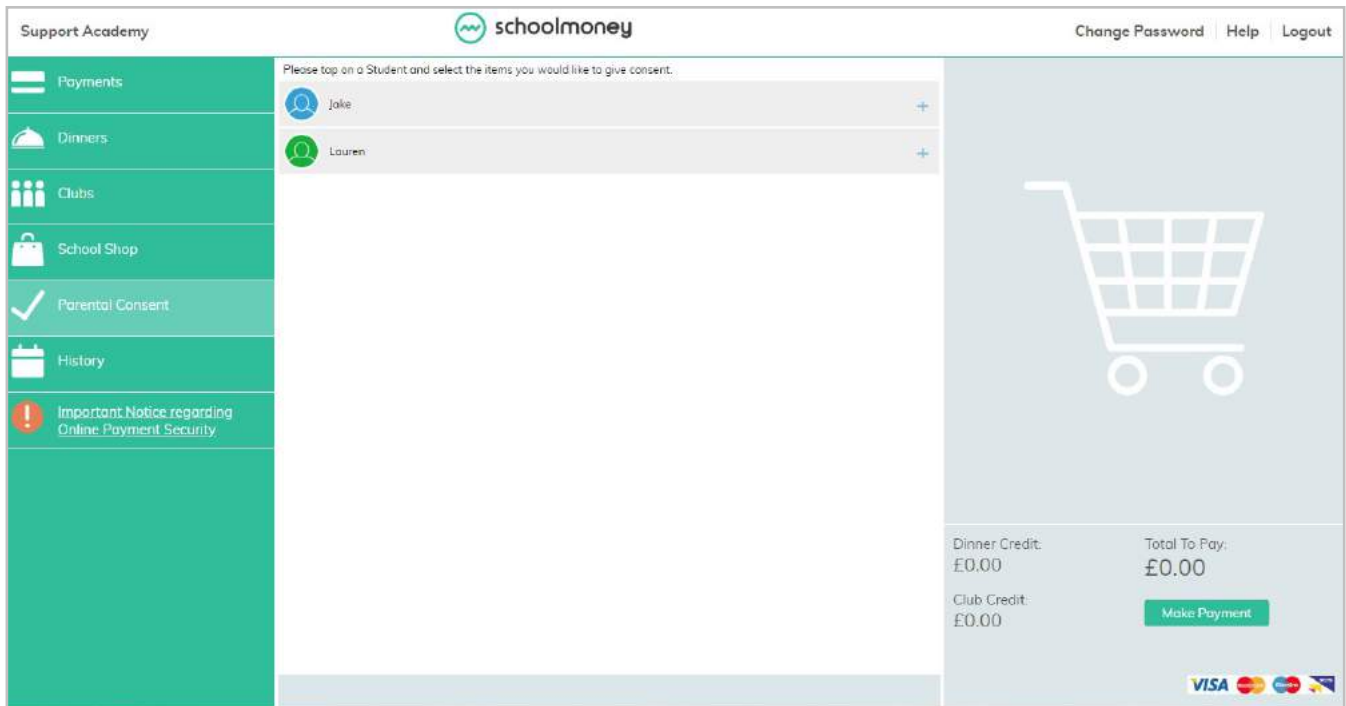 Support Academy
schoolmoney
Change Password Help Logout
Payments
Dinners
Clubs
School Shop
Parental Consent
History
Important Notice regarding
Online Payment Security
Please tap on a Student and select the items you would like to give consent.
Jake
+
Lauren
+
Dinner Credit:
£0.00
Club Credit:
£0.00
Total To Pay:
£0.00
Make Payment
VISA